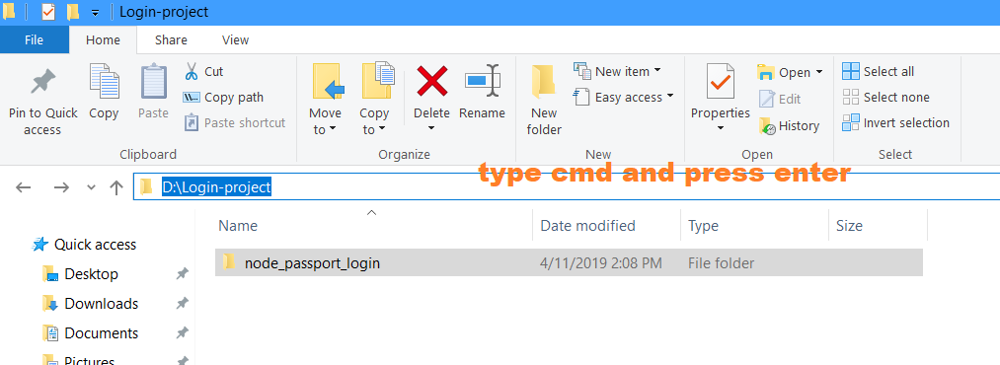 Login-project
File Home Share View
Pin to Quick access
Copy
Paste
Cut
Copy path
Paste shortcut
Clipboard
Move to
Copy to
Delete
Rename
Organize
New folder
New item
Easy access
New
Properties
Open
Edit
History
Open
Select all
Select none
Invert selection
Select
type cmd and press enter
D:\Login-project
Name Date modified Type Size
Quick access
node_passport_login 4/11/2019 2:08 PM File folder
Desktop
Downloads
Documents
Pictures